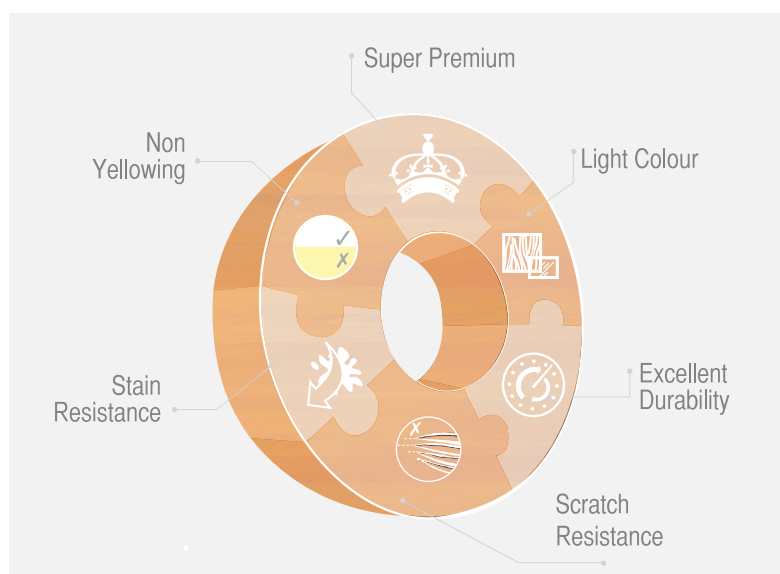 Super Premium
Non
Yellowing
Light Colour
Stain
Resistance
Excellent
Durability
Scratch
Resistance